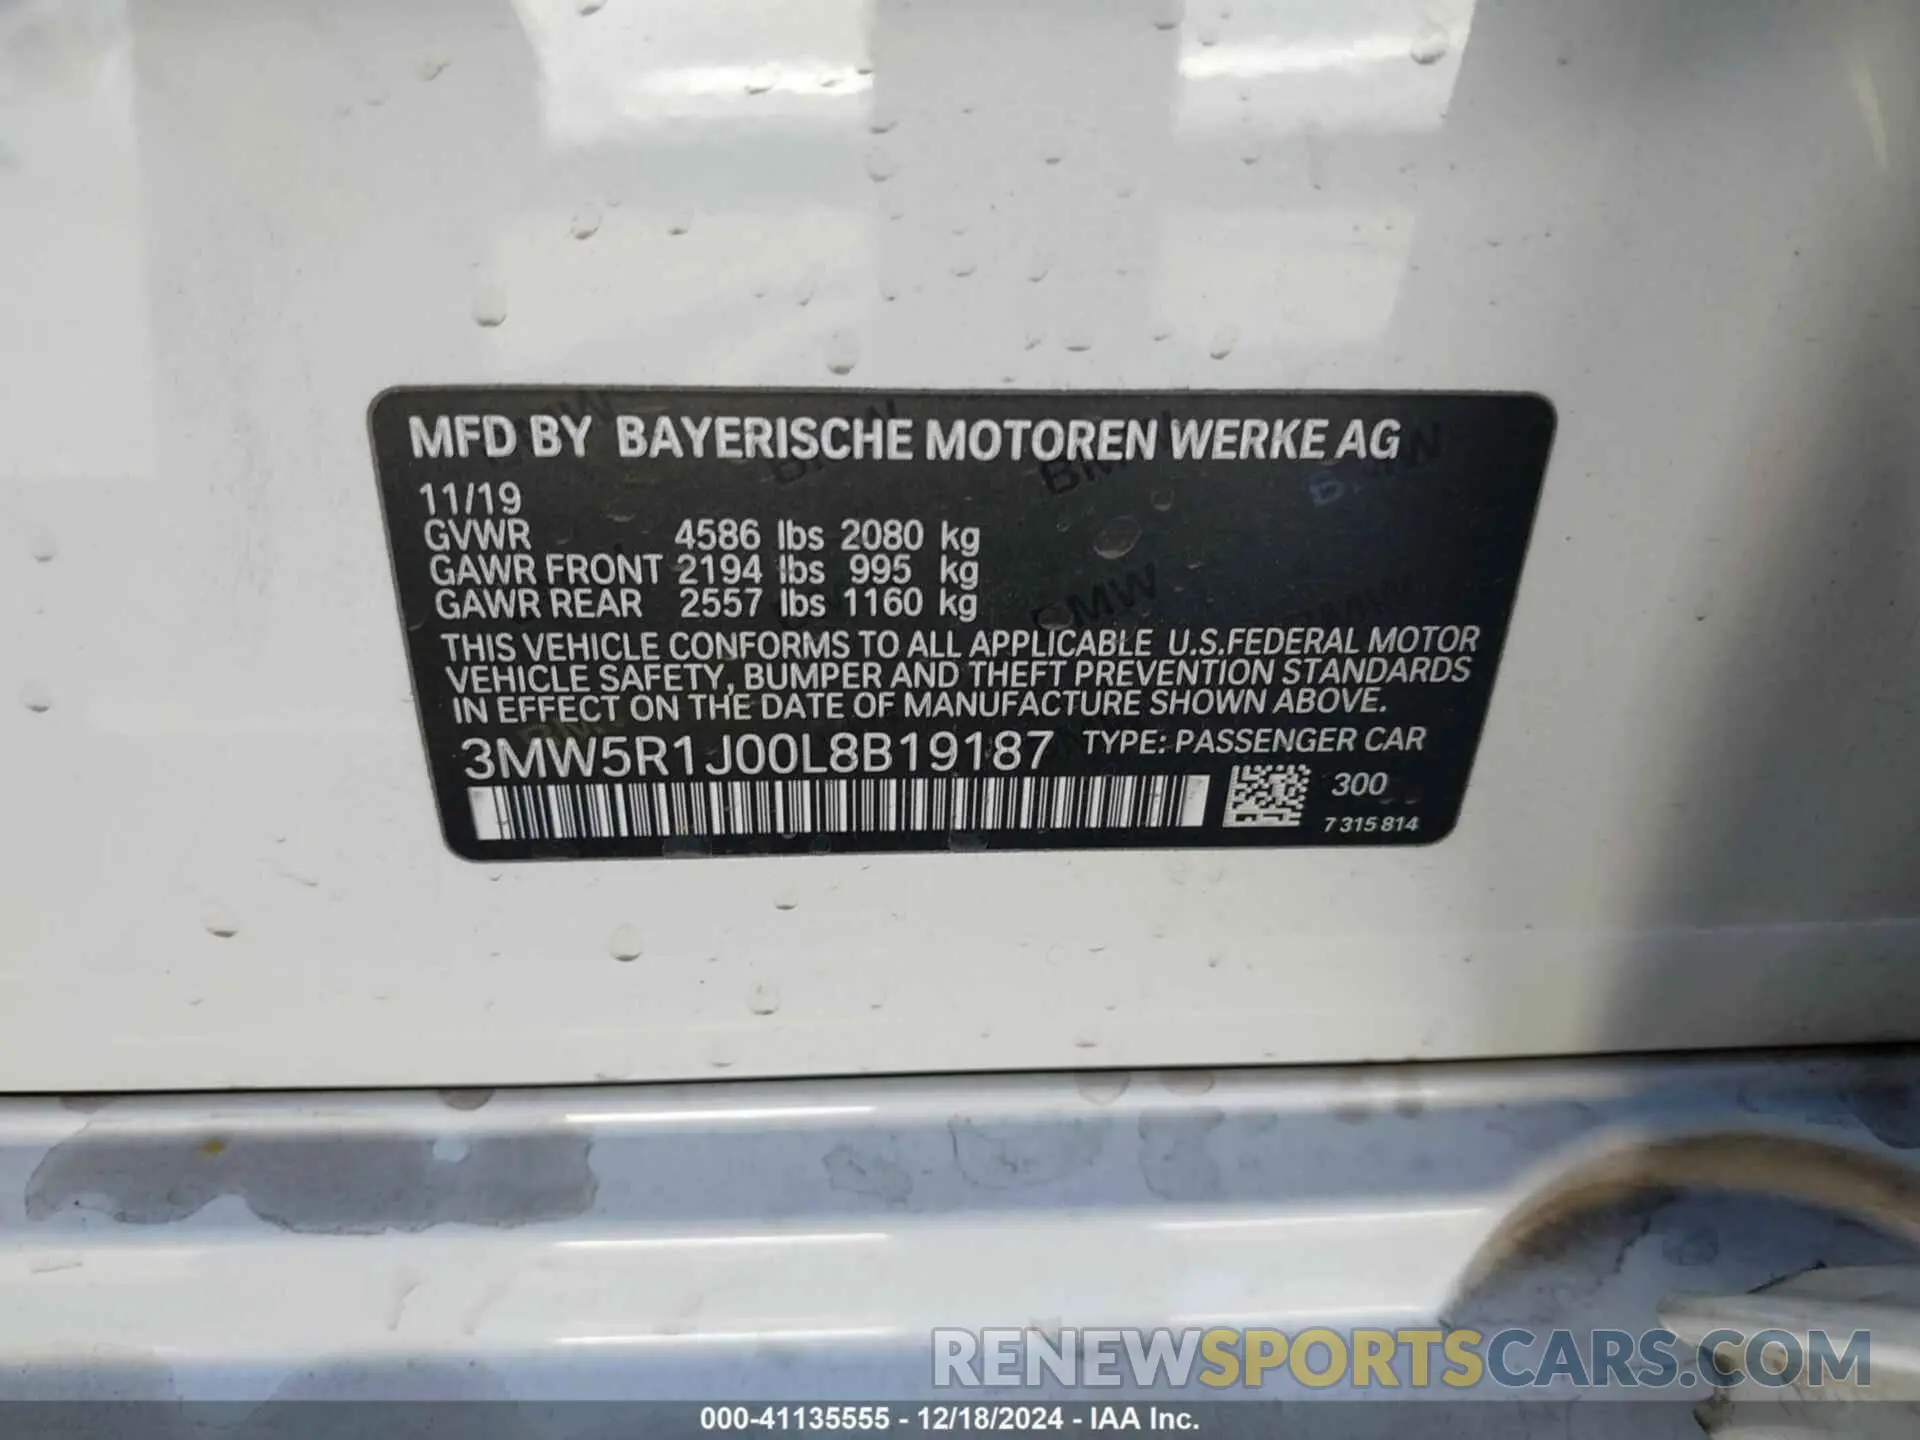 MFD BY BAYERISCHE MOTOREN WERKE AG
11/19
GVWR 4586 lbs 2080 kg
GAWR FRONT 2194 lbs 995 kg
GAWR REAR 2557 lbs 1160 kg
THIS VEHICLE CONFORMS TO ALL APPLICABLE U.S.FEDERAL MOTOR
VEHICLE SAFETY, BUMPER AND THEFT PREVENTION STANDARDS
IN EFFECT ON THE DATE OF MANUFACTURE SHOWN ABOVE.
3MW5R1J00L8B19187 TYPE: PASSENGER CAR
300
7 315 814
RENEWSPORTSCARS.COM
000-41135555 - 12/18/2024 - IAA Inc.